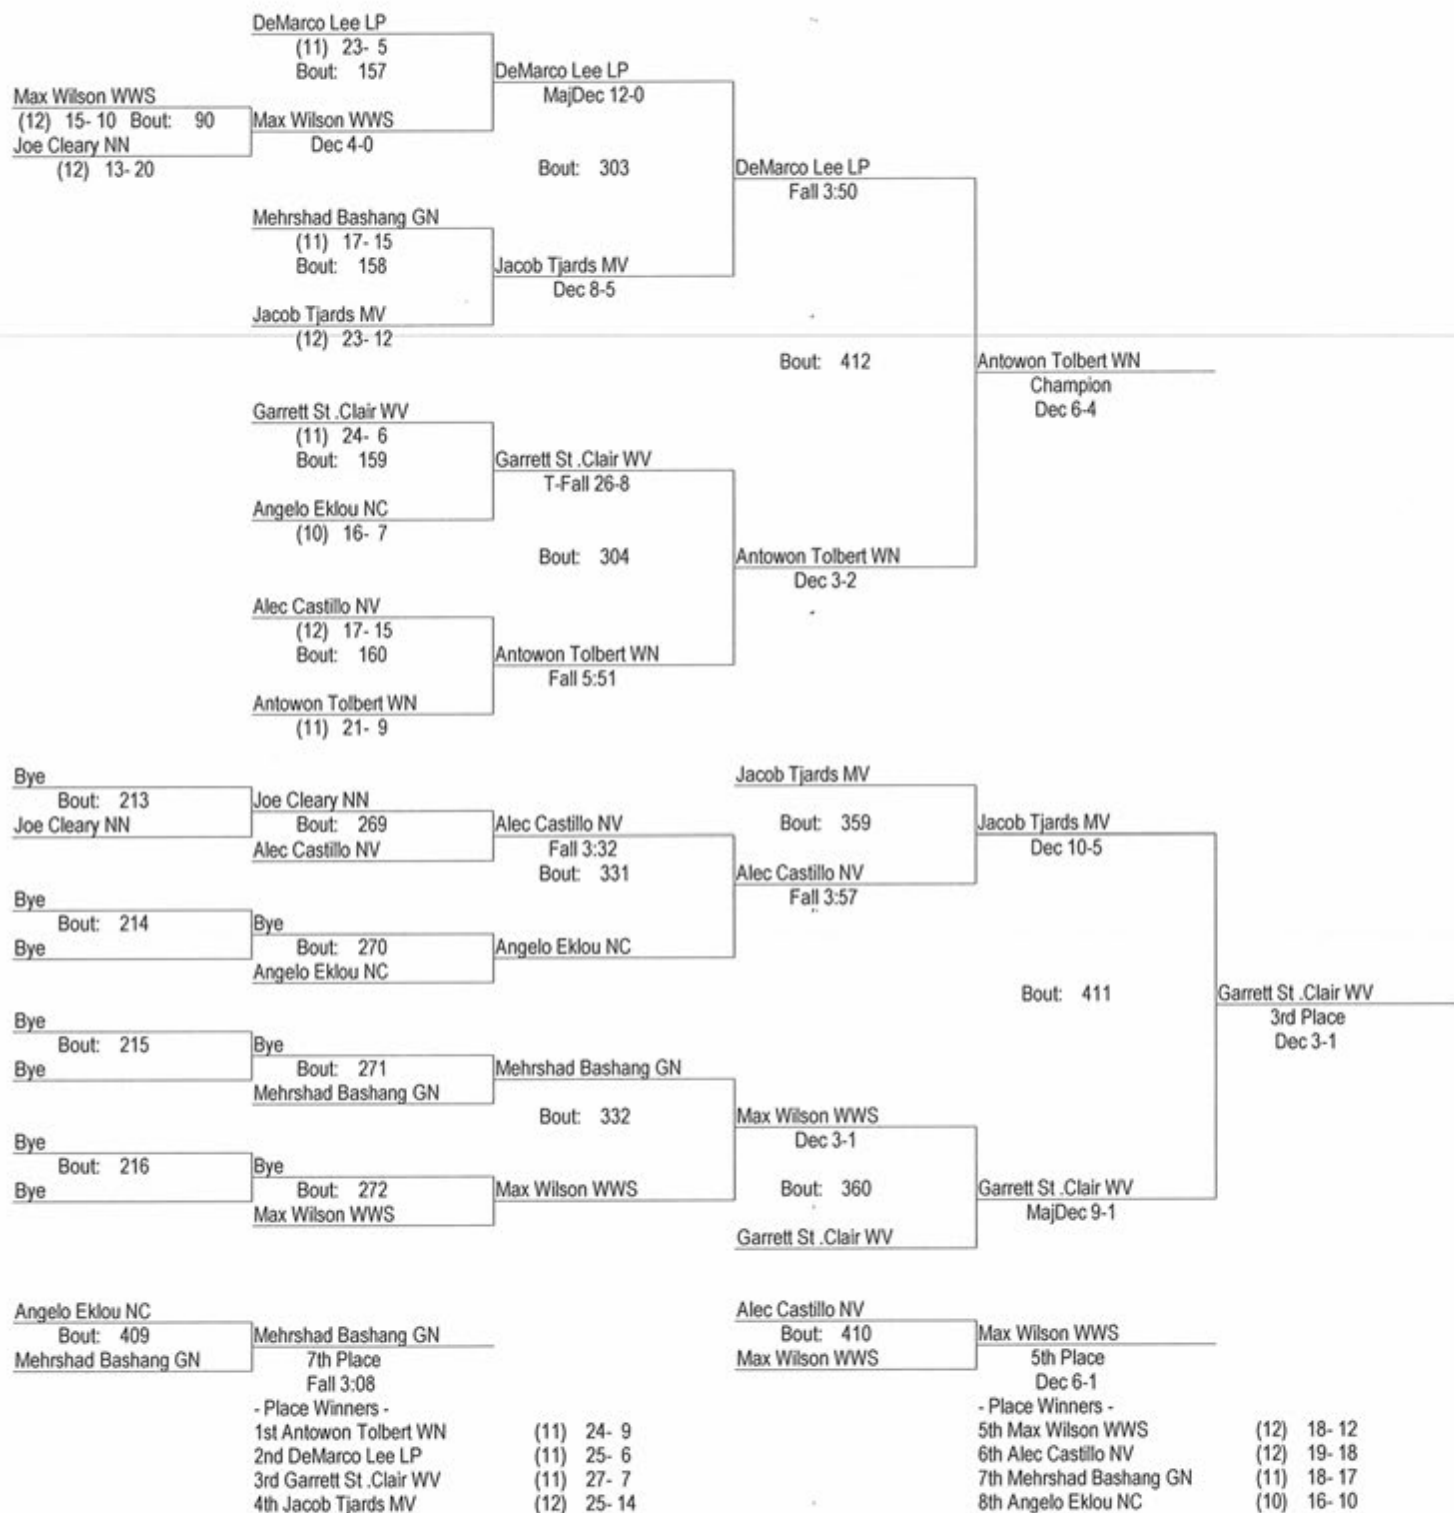 DeMarco Lee LP
(11) 23- 5
Bout: 157
DeMarco Lee LP
MajDec 12-0
Max Wilson WWS
(12) 15- 10 Bout: 90
Max Wilson WWS
Dec 4-0
Joe Cleary NN
(12) 13- 20
Bout: 303
DeMarco Lee LP
Fall 3:50
Mehrshad Bashang GN
(11) 17- 15
Bout: 158
Jacob Tjards MV
Dec 8-5
Jacob Tjards MV
(12) 23- 12
Bout: 412
Antowon Tolbert WN
Champion
Dec 6-4
Garrett St .Clair WV
(11) 24- 6
Bout: 159
Garrett St .Clair WV
T-Fall 26-8
Angelo Eklou NC
(10) 16- 7
Bout: 304
Antowon Tolbert WN
Dec 3-2
Alec Castillo NV
(12) 17- 15
Bout: 160
Antowon Tolbert WN
Fall 5:51
Antowon Tolbert WN
(11) 21- 9
Bye
Bout: 213
Joe Cleary NN
Joe Cleary NN
Bout: 269
Alec Castillo NV
Alec Castillo NV
Fall 3:32
Bout: 331
Jacob Tjards MV
Bout: 359
Alec Castillo NV
Fall 3:57
Jacob Tjards MV
Dec 10-5
Bye
Bout: 214
Bye
Bye
Bout: 270
Angelo Eklou NC
Angelo Eklou NC
Bout: 411
Garrett St .Clair WV
3rd Place
Dec 3-1
Bye
Bout: 215
Bye
Bye
Bout: 271
Mehrshad Bashang GN
Mehrshad Bashang GN
Bout: 332
Max Wilson WWS
Dec 3-1
Bye
Bout: 216
Bye
Bye
Bout: 272
Max Wilson WWS
Max Wilson WWS
Bout: 360
Garrett St .Clair WV
Garrett St .Clair WV
MajDec 9-1
Angelo Eklou NC
Bout: 409
Mehrshad Bashang GN
Mehrshad Bashang GN
7th Place
Fall 3:08
Alec Castillo NV
Bout: 410
Max Wilson WWS
Max Wilson WWS
5th Place
Dec 6-1
- Place Winners -
1st Antowon Tolbert WN (11) 24- 9
2nd DeMarco Lee LP (11) 25- 6
3rd Garrett St .Clair WV (11) 27- 7
4th Jacob Tjards MV (12) 25- 14
- Place Winners -
5th Max Wilson WWS (12) 18- 12
6th Alec Castillo NV (12) 19- 18
7th Mehrshad Bashang GN (11) 18- 17
8th Angelo Eklou NC (10) 16- 10